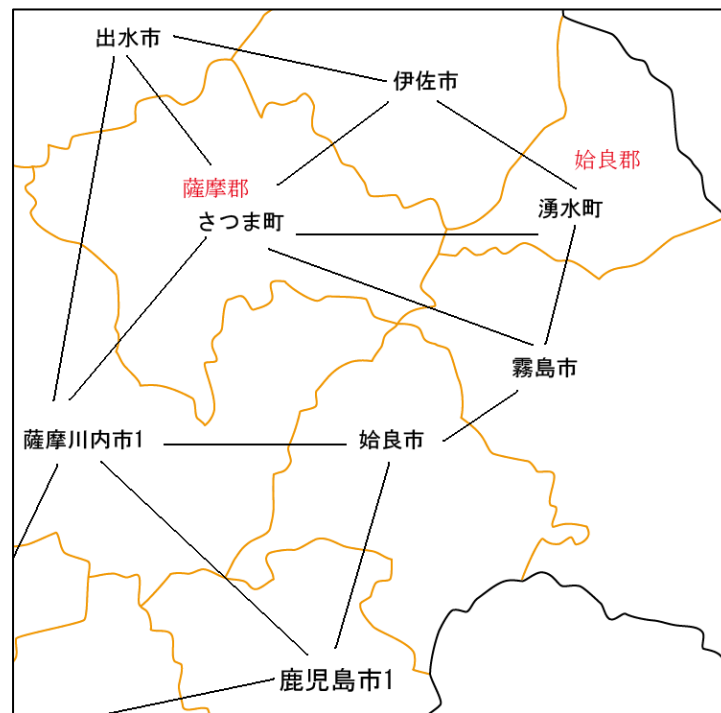 出水市
伊佐市
姶良郡
薩摩郡
湧水町
さつま町
霧島市
薩摩川内市1
姶良市
鹿児島市1